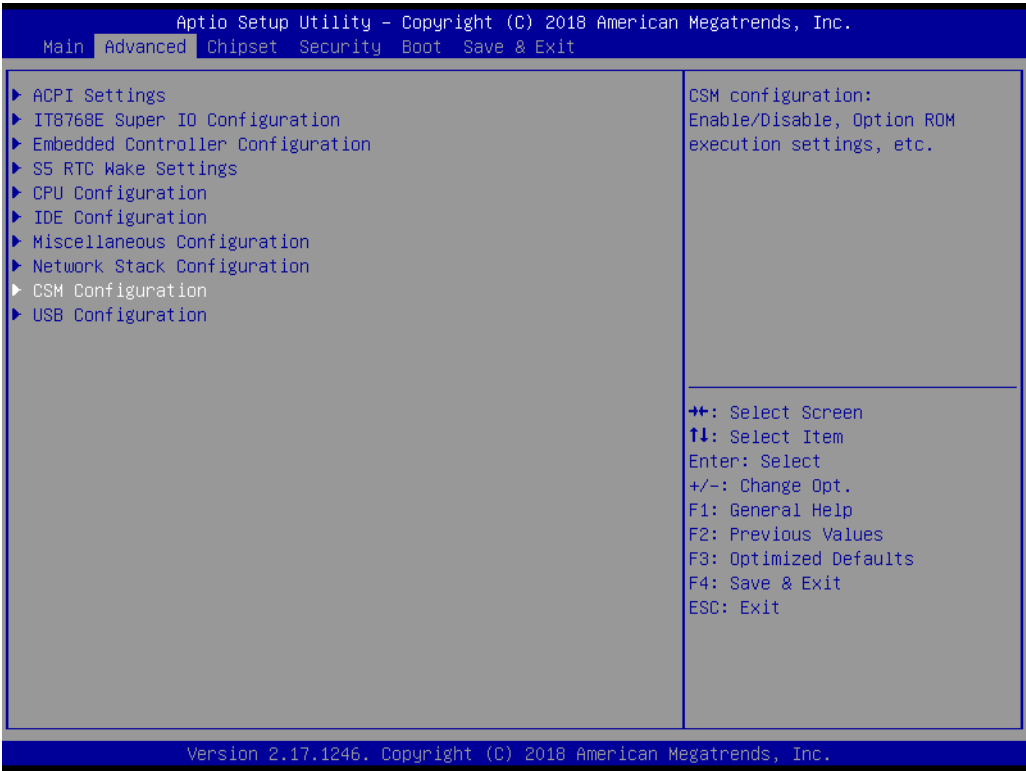 Aptio Setup Utility – Copyright (C) 2018 American Megatrends, Inc.
Main Advanced Chipset Security Boot Save & Exit
ACPI Settings
IT8768E Super IO Configuration
Embedded Controller Configuration
S5 RTC Wake Settings
CPU Configuration
IDE Configuration
Miscellaneous Configuration
Network Stack Configuration
CSM Configuration
USB Configuration
CSM configuration:
Enable/Disable, Option ROM
execution settings, etc.
→←: Select Screen
↑↓: Select Item
Enter: Select
+/-: Change Opt.
F1: General Help
F2: Previous Values
F3: Optimized Defaults
F4: Save & Exit
ESC: Exit
Version 2.17.1246. Copyright (C) 2018 American Megatrends, Inc.